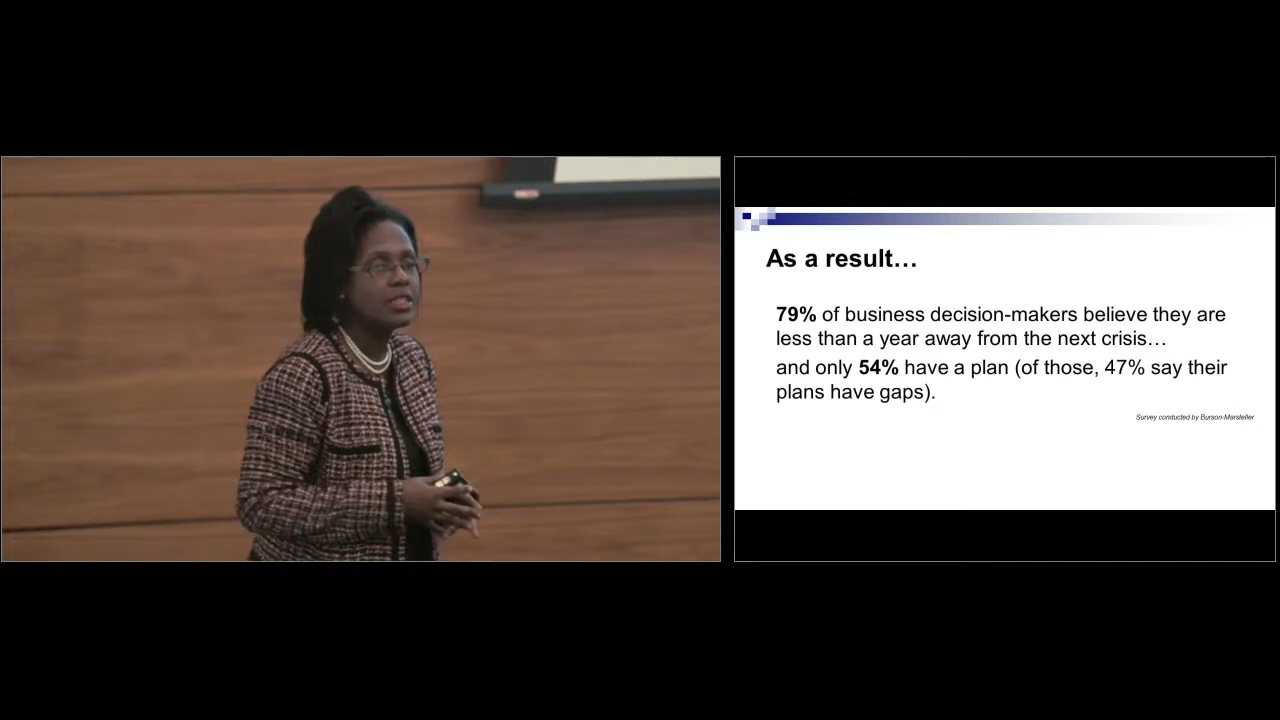 As a result…
79% of business decision-makers believe they are
less than a year away from the next crisis…
and only 54% have a plan (of those, 47% say their
plans have gaps).
Survey conducted by Burson-Marsteller